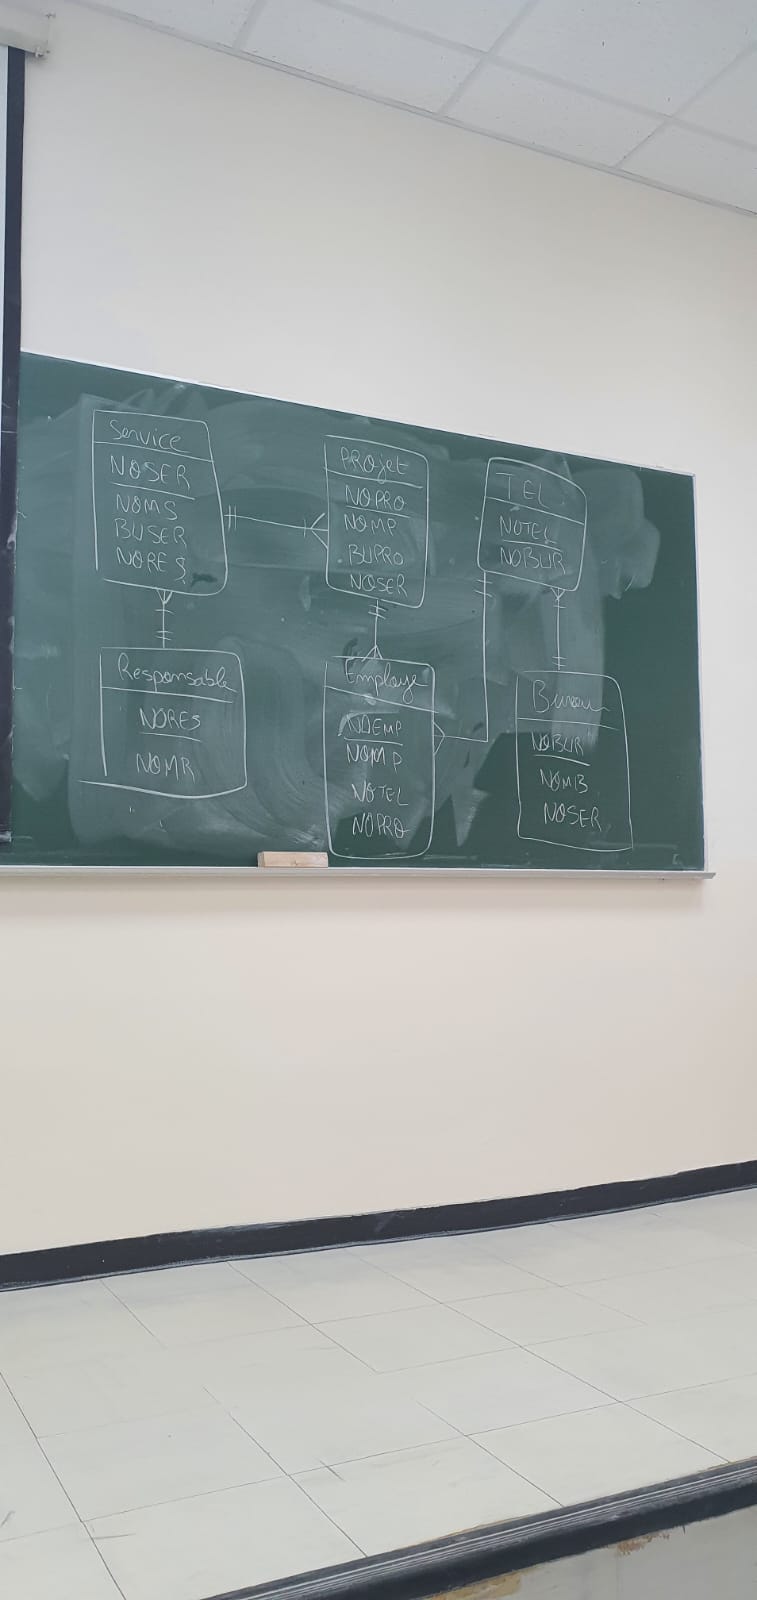 Service
NOSER
NOMS
BUSER
NORES
Responsable
NORES
NOMR
PROjet
NOPRO
NOMP
BUPRO
NOSER
Employe
NOEMP
NOMP
NOTEL
NOPRO
TEL
NOTEL
NOBUR
Bureau
NOBUR
NOMB
NOSER